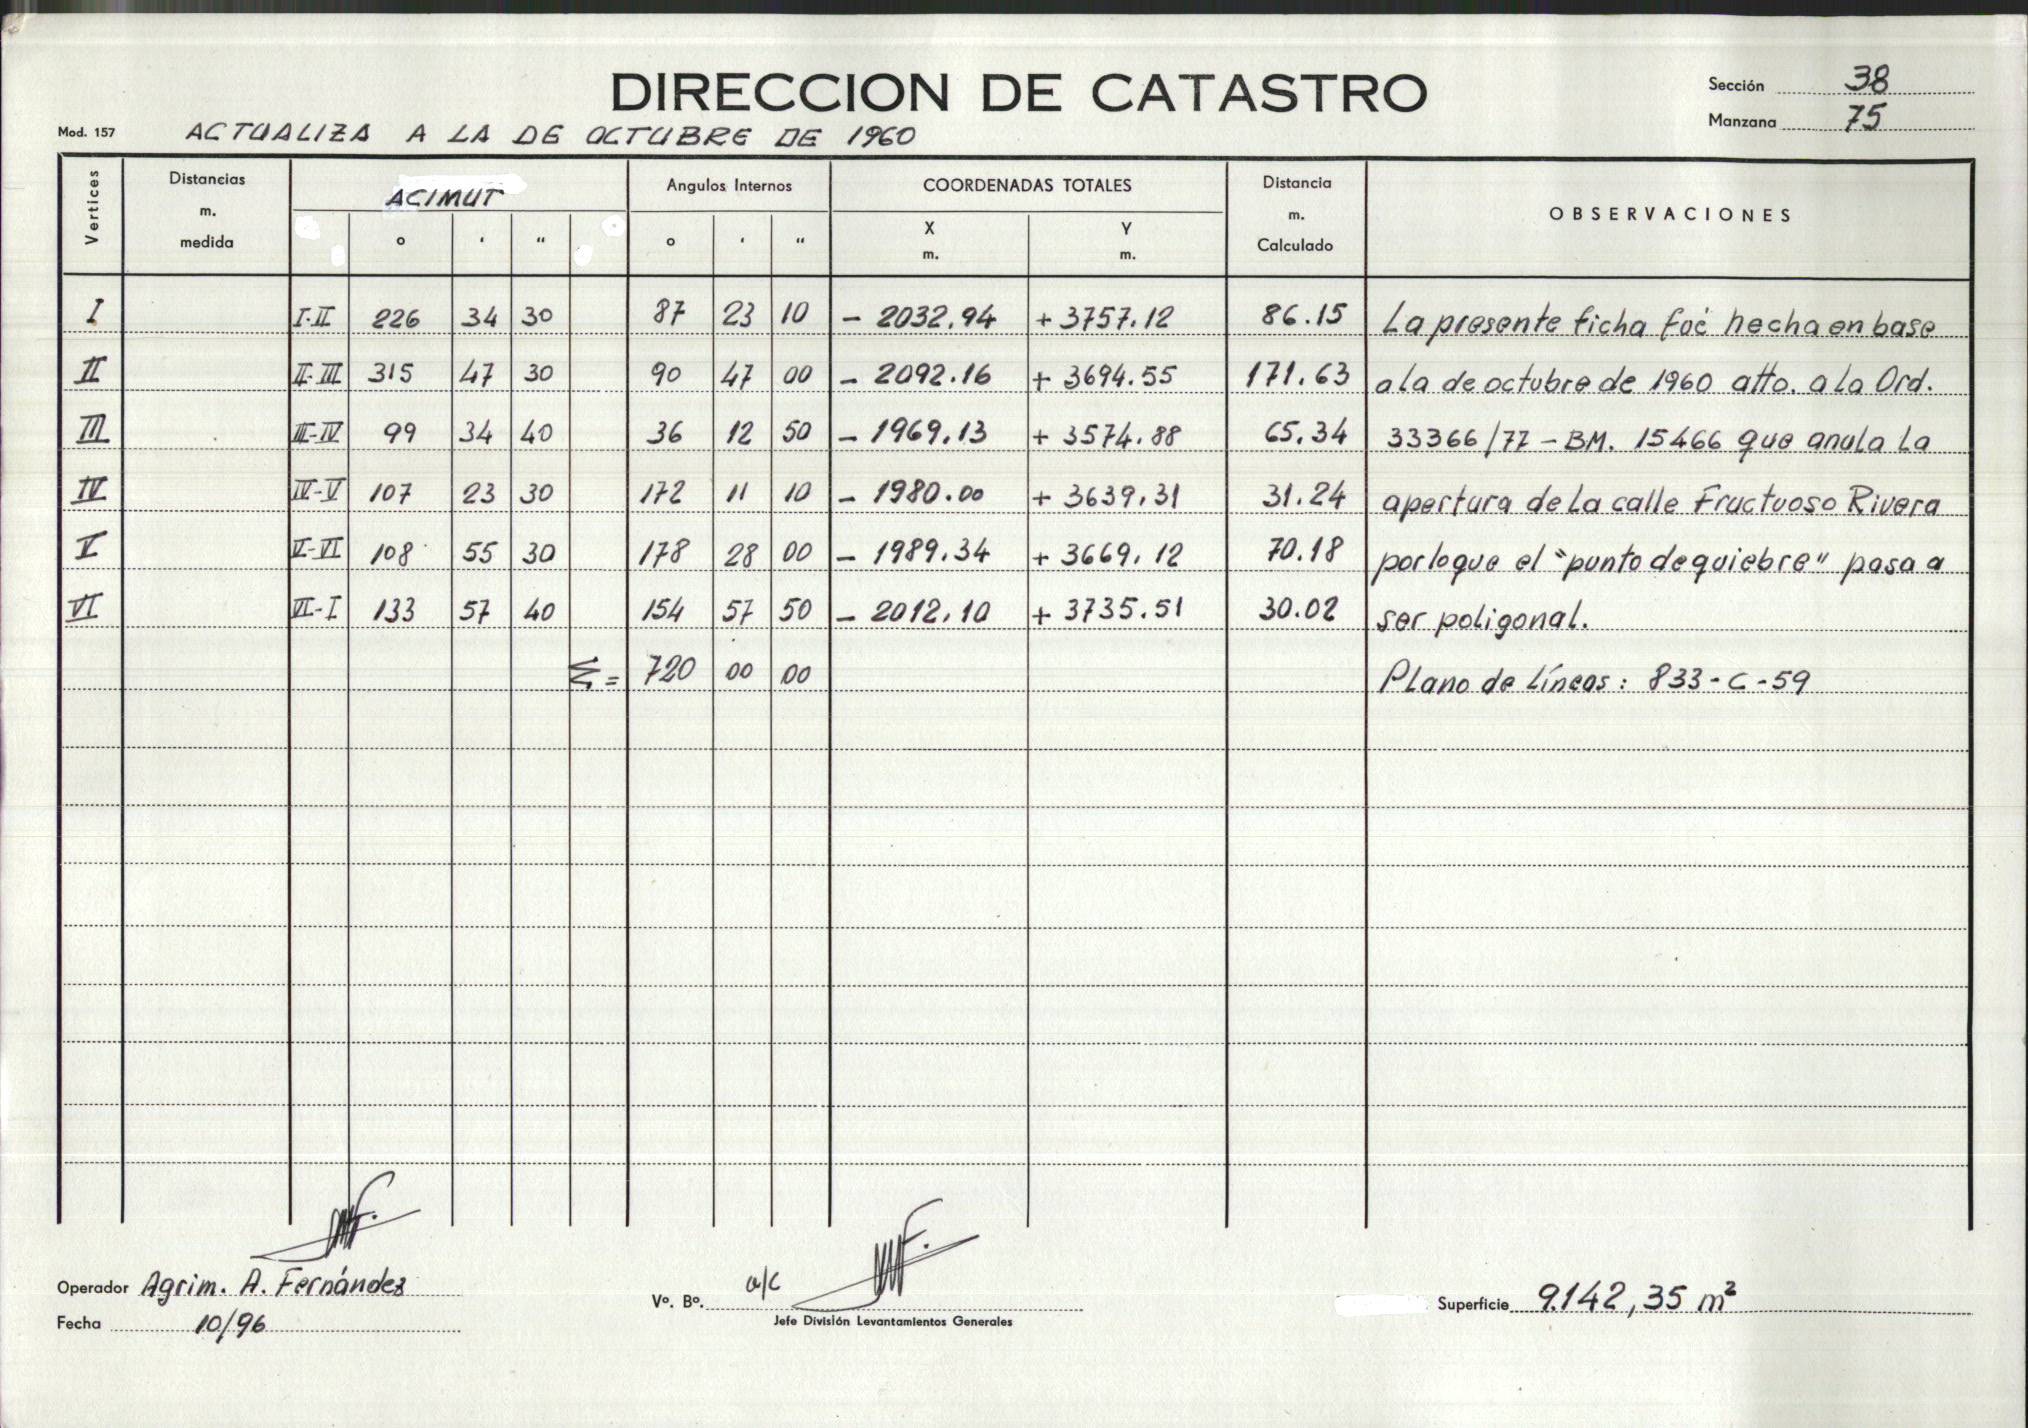 DIRECCION DE CATASTRO
Sección 38
Manzana 75
Mod. 157 ACTUALIZA A LA DE OCTUBRE DE 1960
Vertices Distancias m. medida ACIMUT o ' " Angulos Internos o ' " COORDENADAS TOTALES X m. Y m. Distancia m. Calculado OBSERVACIONES
I I-II 226 34 30 87 23 10 - 2032.94 + 3757.12 86.15 La presente ficha fué hecha en base
II II-III 315 47 30 90 47 00 - 2092.16 + 3694.55 171.63 a la de octubre de 1960 atto. a la Ord.
III III-IV 99 34 40 36 12 50 - 1969.13 + 3574.88 65.34 33366/77 - BM. 15466 que anula la
IV IV-V 107 23 30 172 11 10 - 1980.00 + 3639.31 31.24 apertura de la calle Fructuoso Rivera
V V-VI 108 55 30 178 28 00 - 1989.34 + 3669.12 70.18 por lo que el "punto de quiebre" pasa a
VI VI-I 133 57 40 154 57 50 - 2012.10 + 3735.51 30.02 ser poligonal.
Σ = 720 00 00 Plano de Líneas: 833-C-59
Operador Agrim. A. Fernández
Fecha 10/96
Vº. Bº. a/c
Jefe División Levantamientos Generales
Superficie 9.142,35 m²